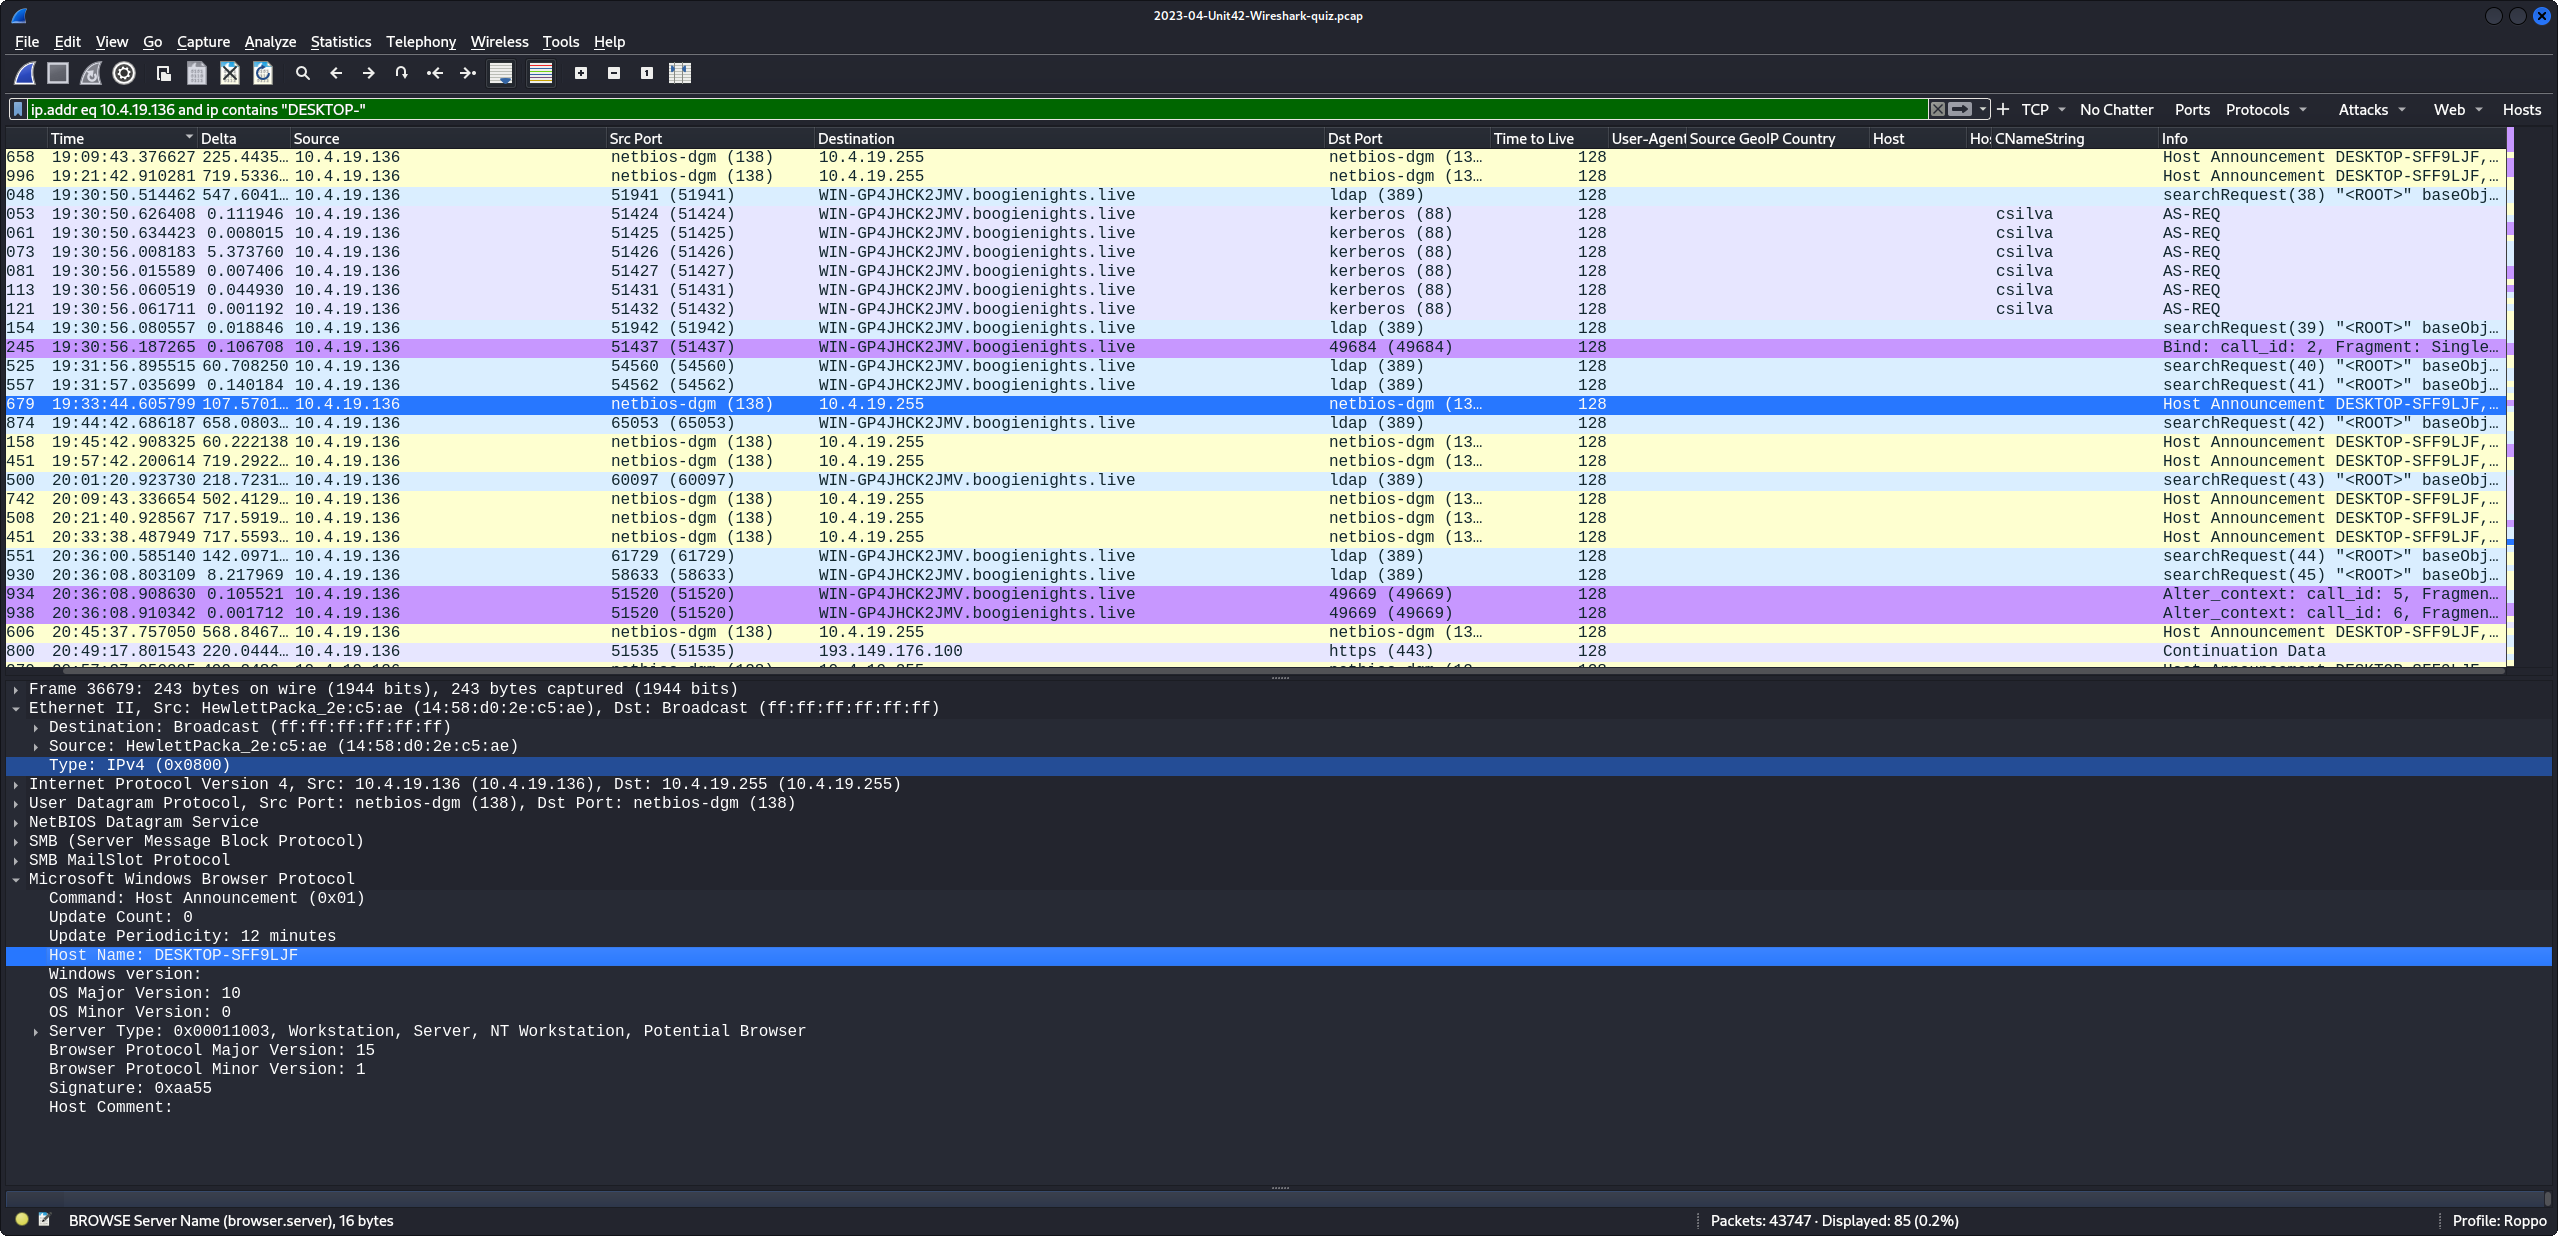 2023-04-Unit42-Wireshark-quiz.pcap
File Edit View Go Capture Analyze Statistics Telephony Wireless Tools Help
ip.addr eq 10.4.19.136 and ip contains "DESKTOP-" TCP No Chatter Ports Protocols Attacks Web Hosts
Time Delta Source Src Port Destination Dst Port Time to Live User-Agent Source GeoIP Country Host Hos CNameString Info
658 19:09:43.376627 225.4435… 10.4.19.136 netbios-dgm (138) 10.4.19.255 netbios-dgm (13… 128 Host Announcement DESKTOP-SFF9LJF,…
996 19:21:42.910281 719.5336… 10.4.19.136 netbios-dgm (138) 10.4.19.255 netbios-dgm (13… 128 Host Announcement DESKTOP-SFF9LJF,…
048 19:30:50.514462 547.6041… 10.4.19.136 51941 (51941) WIN-GP4JHCK2JMV.boogienights.live ldap (389) 128 searchRequest(38) "<ROOT>" baseObj…
053 19:30:50.626408 0.111946 10.4.19.136 51424 (51424) WIN-GP4JHCK2JMV.boogienights.live kerberos (88) 128 csilva AS-REQ
061 19:30:50.634423 0.008015 10.4.19.136 51425 (51425) WIN-GP4JHCK2JMV.boogienights.live kerberos (88) 128 csilva AS-REQ
073 19:30:56.008183 5.373760 10.4.19.136 51426 (51426) WIN-GP4JHCK2JMV.boogienights.live kerberos (88) 128 csilva AS-REQ
081 19:30:56.015589 0.007406 10.4.19.136 51427 (51427) WIN-GP4JHCK2JMV.boogienights.live kerberos (88) 128 csilva AS-REQ
113 19:30:56.060519 0.044930 10.4.19.136 51431 (51431) WIN-GP4JHCK2JMV.boogienights.live kerberos (88) 128 csilva AS-REQ
121 19:30:56.061711 0.001192 10.4.19.136 51432 (51432) WIN-GP4JHCK2JMV.boogienights.live kerberos (88) 128 csilva AS-REQ
154 19:30:56.080557 0.018846 10.4.19.136 51942 (51942) WIN-GP4JHCK2JMV.boogienights.live ldap (389) 128 searchRequest(39) "<ROOT>" baseObj…
245 19:30:56.187265 0.106708 10.4.19.136 51437 (51437) WIN-GP4JHCK2JMV.boogienights.live 49684 (49684) 128 Bind: call_id: 2, Fragment: Single…
525 19:31:56.895515 60.708250 10.4.19.136 54560 (54560) WIN-GP4JHCK2JMV.boogienights.live ldap (389) 128 searchRequest(40) "<ROOT>" baseObj…
557 19:31:57.035699 0.140184 10.4.19.136 54562 (54562) WIN-GP4JHCK2JMV.boogienights.live ldap (389) 128 searchRequest(41) "<ROOT>" baseObj…
679 19:33:44.605799 107.5701… 10.4.19.136 netbios-dgm (138) 10.4.19.255 netbios-dgm (13… 128 Host Announcement DESKTOP-SFF9LJF,…
874 19:44:42.686187 658.0803… 10.4.19.136 65053 (65053) WIN-GP4JHCK2JMV.boogienights.live ldap (389) 128 searchRequest(42) "<ROOT>" baseObj…
158 19:45:42.908325 60.222138 10.4.19.136 netbios-dgm (138) 10.4.19.255 netbios-dgm (13… 128 Host Announcement DESKTOP-SFF9LJF,…
451 19:57:42.200614 719.2922… 10.4.19.136 netbios-dgm (138) 10.4.19.255 netbios-dgm (13… 128 Host Announcement DESKTOP-SFF9LJF,…
500 20:01:20.923730 218.7231… 10.4.19.136 60097 (60097) WIN-GP4JHCK2JMV.boogienights.live ldap (389) 128 searchRequest(43) "<ROOT>" baseObj…
742 20:09:43.336654 502.4129… 10.4.19.136 netbios-dgm (138) 10.4.19.255 netbios-dgm (13… 128 Host Announcement DESKTOP-SFF9LJF,…
508 20:21:40.928567 717.5919… 10.4.19.136 netbios-dgm (138) 10.4.19.255 netbios-dgm (13… 128 Host Announcement DESKTOP-SFF9LJF,…
451 20:33:38.487949 717.5593… 10.4.19.136 netbios-dgm (138) 10.4.19.255 netbios-dgm (13… 128 Host Announcement DESKTOP-SFF9LJF,…
551 20:36:00.585140 142.0971… 10.4.19.136 61729 (61729) WIN-GP4JHCK2JMV.boogienights.live ldap (389) 128 searchRequest(44) "<ROOT>" baseObj…
930 20:36:08.803109 8.217969 10.4.19.136 58633 (58633) WIN-GP4JHCK2JMV.boogienights.live ldap (389) 128 searchRequest(45) "<ROOT>" baseObj…
934 20:36:08.908630 0.105521 10.4.19.136 51520 (51520) WIN-GP4JHCK2JMV.boogienights.live 49669 (49669) 128 Alter_context: call_id: 5, Fragmen…
938 20:36:08.910342 0.001712 10.4.19.136 51520 (51520) WIN-GP4JHCK2JMV.boogienights.live 49669 (49669) 128 Alter_context: call_id: 6, Fragmen…
606 20:45:37.757050 568.8467… 10.4.19.136 netbios-dgm (138) 10.4.19.255 netbios-dgm (13… 128 Host Announcement DESKTOP-SFF9LJF,…
800 20:49:17.801543 220.0444… 10.4.19.136 51535 (51535) 193.149.176.100 https (443) 128 Continuation Data
Frame 36679: 243 bytes on wire (1944 bits), 243 bytes captured (1944 bits)
Ethernet II, Src: HewlettPacka_2e:c5:ae (14:58:d0:2e:c5:ae), Dst: Broadcast (ff:ff:ff:ff:ff:ff)
Destination: Broadcast (ff:ff:ff:ff:ff:ff)
Source: HewlettPacka_2e:c5:ae (14:58:d0:2e:c5:ae)
Type: IPv4 (0x0800)
Internet Protocol Version 4, Src: 10.4.19.136 (10.4.19.136), Dst: 10.4.19.255 (10.4.19.255)
User Datagram Protocol, Src Port: netbios-dgm (138), Dst Port: netbios-dgm (138)
NetBIOS Datagram Service
SMB (Server Message Block Protocol)
SMB MailSlot Protocol
Microsoft Windows Browser Protocol
Command: Host Announcement (0x01)
Update Count: 0
Update Periodicity: 12 minutes
Host Name: DESKTOP-SFF9LJF
Windows version:
OS Major Version: 10
OS Minor Version: 0
Server Type: 0x00011003, Workstation, Server, NT Workstation, Potential Browser
Browser Protocol Major Version: 15
Browser Protocol Minor Version: 1
Signature: 0xaa55
Host Comment:
BROWSE Server Name (browser.server), 16 bytes Packets: 43747 · Displayed: 85 (0.2%) Profile: Roppo